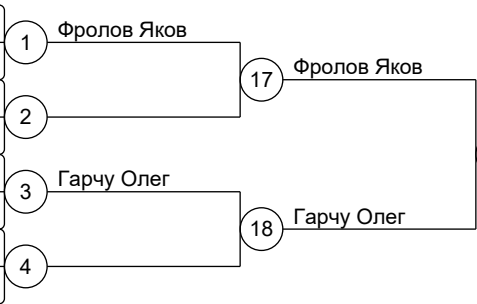 1 Фролов Яков
17 Фролов Яков
2
3 Гарчу Олег
18 Гарчу Олег
4